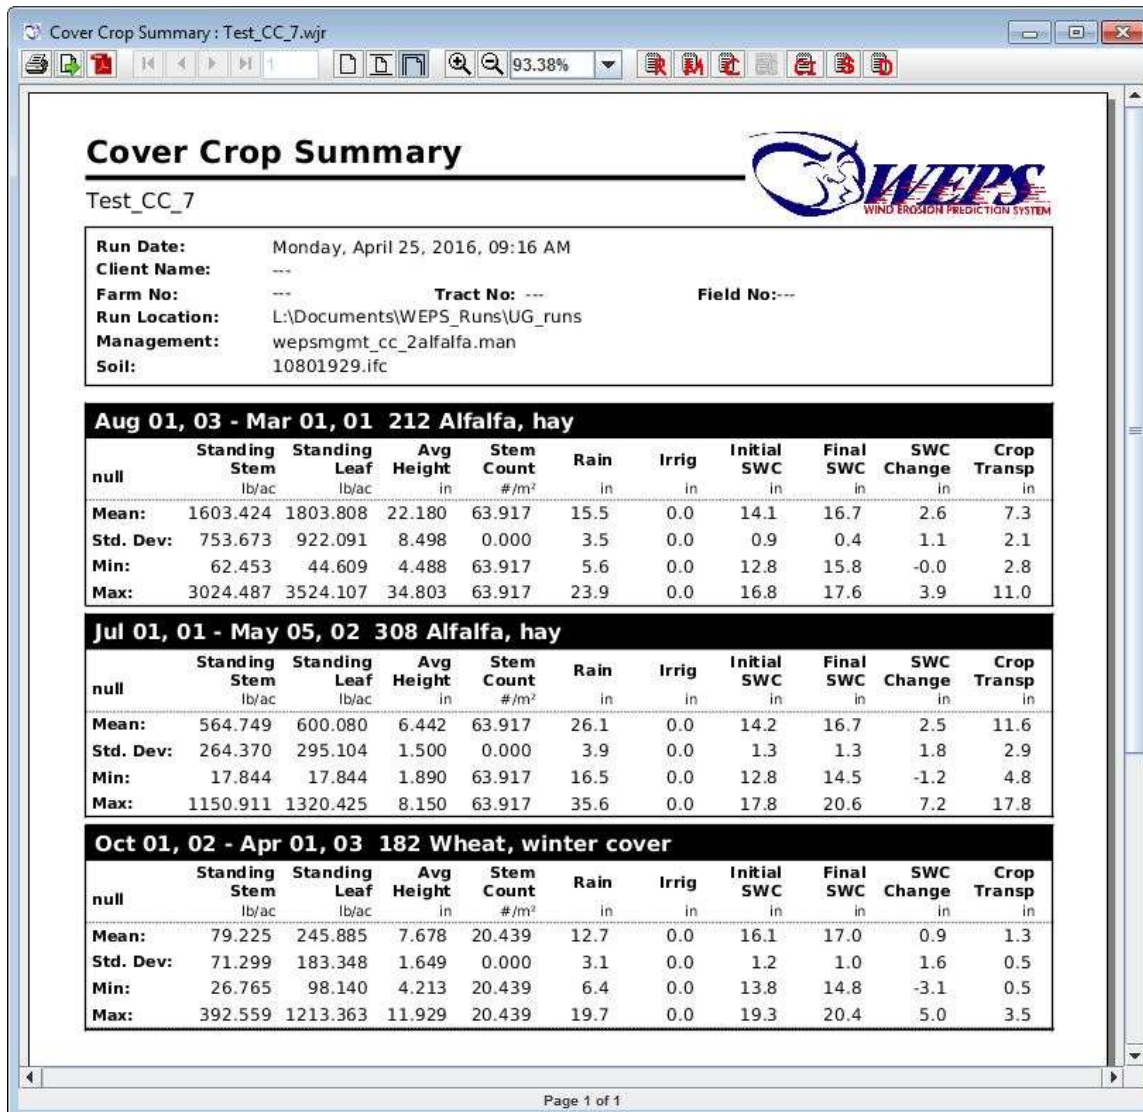 Cover Crop Summary : Test_CC_7.wjr
1 93.38% R M C CI $ D
Cover Crop Summary
WEPS
WIND EROSION PREDICTION SYSTEM
Test_CC_7
Run Date: Monday, April 25, 2016, 09:16 AM
Client Name: ---
Farm No: --- Tract No: --- Field No:---
Run Location: L:\Documents\WEPS_Runs\UG_runs
Management: wepsmgmt_cc_2alfalfa.man
Soil: 10801929.ifc
Aug 01, 03 - Mar 01, 01 212 Alfalfa, hay
null Standing Stem Standing Leaf Avg Height Stem Count Rain Irrig Initial SWC Final SWC SWC Change Crop Transp
lb/ac lb/ac in #/m² in in in in in in
Mean: 1603.424 1803.808 22.180 63.917 15.5 0.0 14.1 16.7 2.6 7.3
Std. Dev: 753.673 922.091 8.498 0.000 3.5 0.0 0.9 0.4 1.1 2.1
Min: 62.453 44.609 4.488 63.917 5.6 0.0 12.8 15.8 -0.0 2.8
Max: 3024.487 3524.107 34.803 63.917 23.9 0.0 16.8 17.6 3.9 11.0
Jul 01, 01 - May 05, 02 308 Alfalfa, hay
null Standing Stem Standing Leaf Avg Height Stem Count Rain Irrig Initial SWC Final SWC SWC Change Crop Transp
lb/ac lb/ac in #/m² in in in in in in
Mean: 564.749 600.080 6.442 63.917 26.1 0.0 14.2 16.7 2.5 11.6
Std. Dev: 264.370 295.104 1.500 0.000 3.9 0.0 1.3 1.3 1.8 2.9
Min: 17.844 17.844 1.890 63.917 16.5 0.0 12.8 14.5 -1.2 4.8
Max: 1150.911 1320.425 8.150 63.917 35.6 0.0 17.8 20.6 7.2 17.8
Oct 01, 02 - Apr 01, 03 182 Wheat, winter cover
null Standing Stem Standing Leaf Avg Height Stem Count Rain Irrig Initial SWC Final SWC SWC Change Crop Transp
lb/ac lb/ac in #/m² in in in in in in
Mean: 79.225 245.885 7.678 20.439 12.7 0.0 16.1 17.0 0.9 1.3
Std. Dev: 71.299 183.348 1.649 0.000 3.1 0.0 1.2 1.0 1.6 0.5
Min: 26.765 98.140 4.213 20.439 6.4 0.0 13.8 14.8 -3.1 0.5
Max: 392.559 1213.363 11.929 20.439 19.7 0.0 19.3 20.4 5.0 3.5
Page 1 of 1